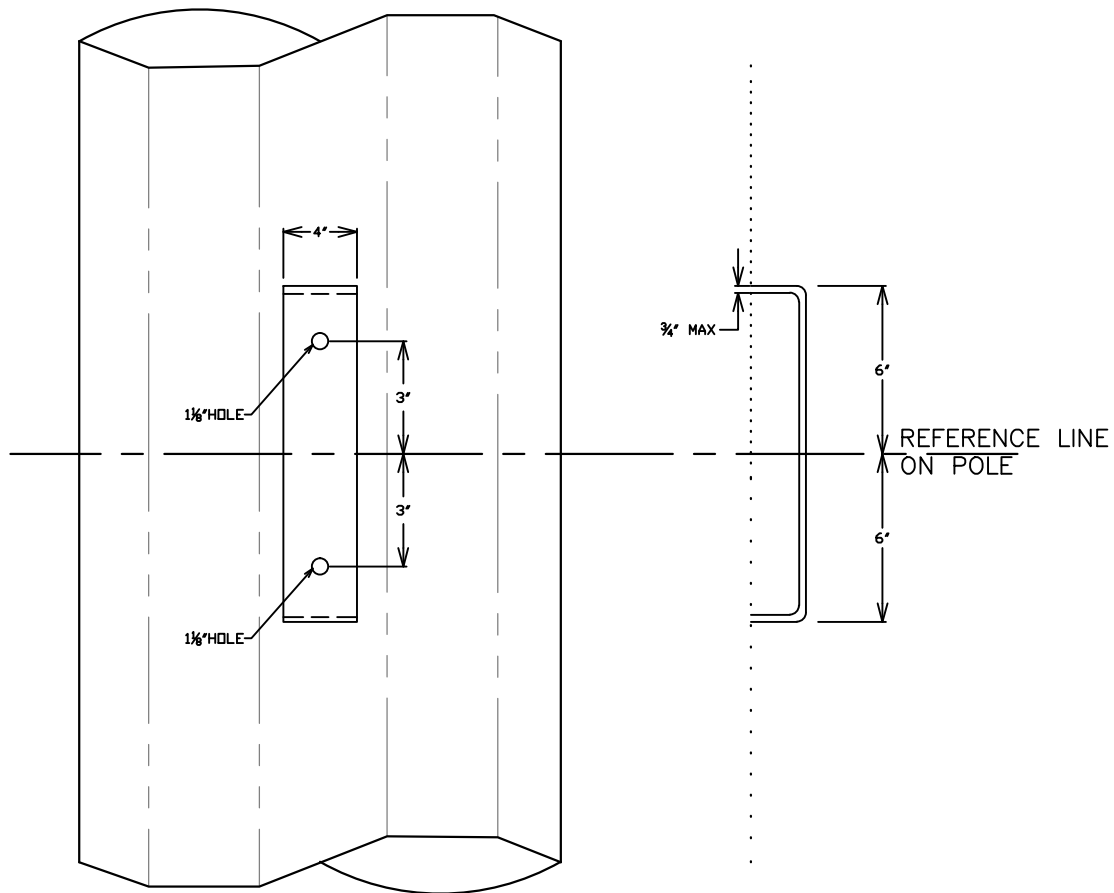 4"
¾" MAX
6"
3"
1⅛"HOLE
REFERENCE LINE
ON POLE
3"
6"
1⅛"HOLE